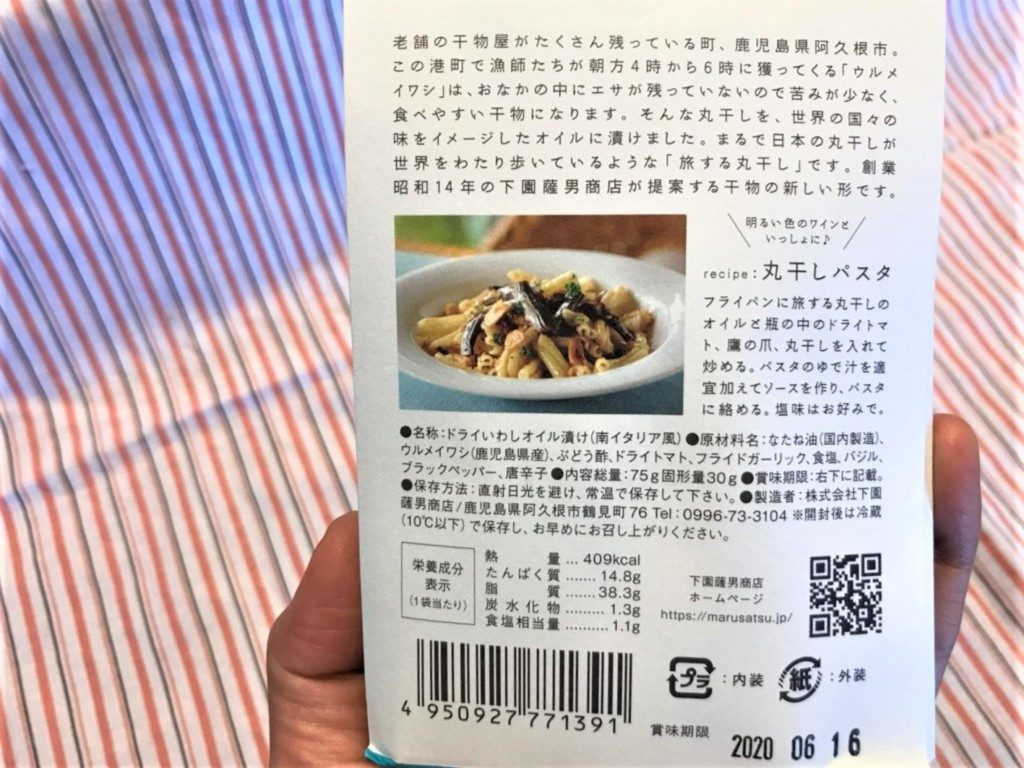 老舗の干物屋がたくさん残っている町、鹿児島県阿久根市。
この港町で漁師たちが朝方4時から6時に獲ってくる「ウルメ
イワシ」は、おなかの中にエサが残っていないので苦みが少なく、
食べやすい干物になります。そんな丸干しを、世界の国々の
味をイメージしたオイルに漬けました。まるで日本の丸干しが
世界をわたり歩いているような「旅する丸干し」です。創業
昭和14年の下園薩男商店が提案する干物の新しい形です。
明るい色のワインと
いっしょに♪
recipe:丸干しパスタ
フライパンに旅する丸干しの
オイルと瓶の中のドライトマ
ト、鷹の爪、丸干しを入れて
炒める。パスタのゆで汁を適
宜加えてソースを作り、パスタ
に絡める。塩味はお好みで。
●名称:ドライいわしオイル漬け(南イタリア風)●原材料名:なたね油(国内製造)、
ウルメイワシ(鹿児島県産)、ぶどう酢、ドライトマト、フライドガーリック、食塩、バジル、
ブラックペッパー、唐辛子●内容総量:75g固形量30g●賞味期限:右下に記載。
●保存方法:直射日光を避け、常温で保存して下さい。●製造者:株式会社下園
薩男商店/鹿児島県阿久根市鶴見町76 Tel:0996-73-3104 ※開封後は冷蔵
(10℃以下)で保存し、お早めにお召し上がりください。
栄養成分
表示
(1袋当たり)
熱量...409kcal
たんぱく質.......14.8g
脂質.......38.3g
炭水化物..........1.3g
食塩相当量..........1.1g
下園薩男商店
ホームページ
https://marusatsu.jp/
4 950927 771391
プラ:内装
紙:外装
賞味期限 2020 06 16